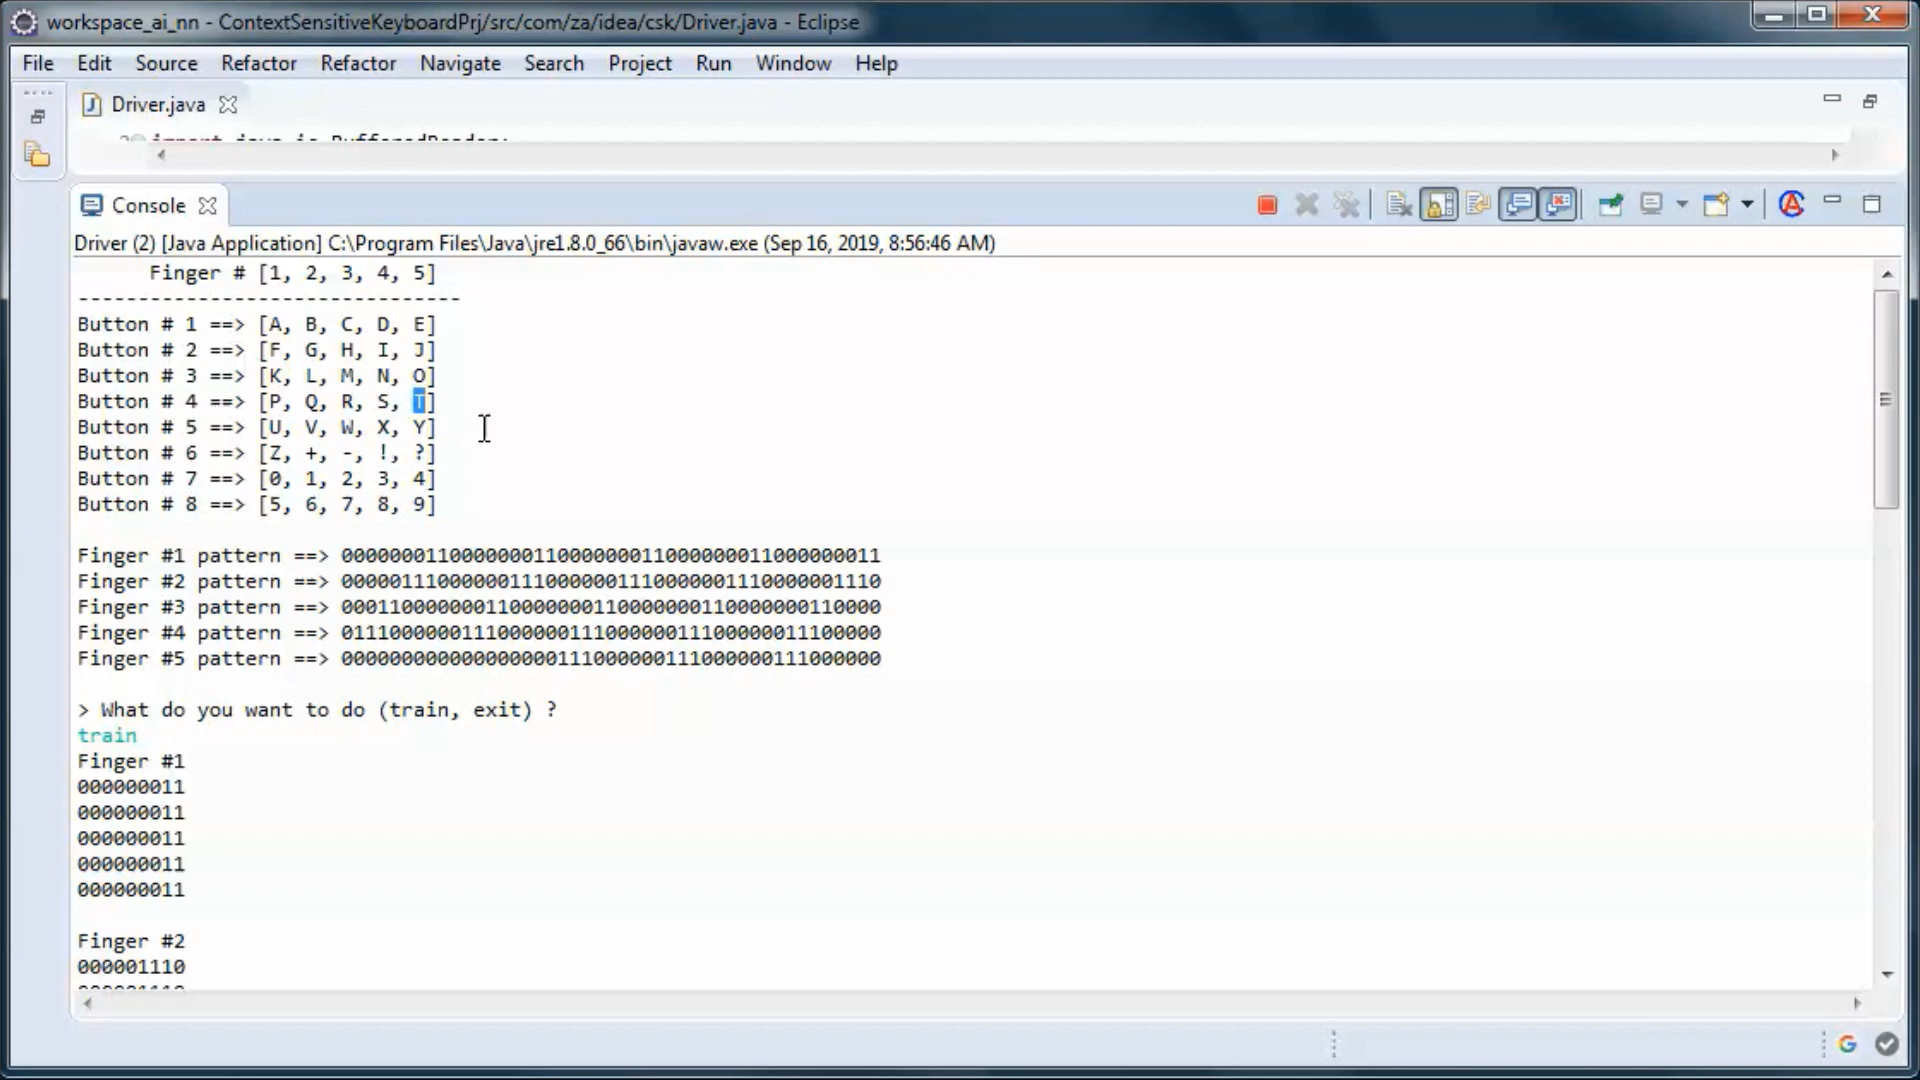 workspace_ai_nn - ContextSensitiveKeyboardPrj/src/com/za/idea/csk/Driver.java - Eclipse
File Edit Source Refactor Refactor Navigate Search Project Run Window Help
Driver.java
import java.io.BufferedReader;
Console
Driver (2) [Java Application] C:\Program Files\Java\jre1.8.0_66\bin\javaw.exe (Sep 16, 2019, 8:56:46 AM)
Finger # [1, 2, 3, 4, 5]
--------------------------------
Button # 1 ==> [A, B, C, D, E]
Button # 2 ==> [F, G, H, I, J]
Button # 3 ==> [K, L, M, N, O]
Button # 4 ==> [P, Q, R, S, T]
Button # 5 ==> [U, V, W, X, Y]
Button # 6 ==> [Z, +, -, !, ?]
Button # 7 ==> [0, 1, 2, 3, 4]
Button # 8 ==> [5, 6, 7, 8, 9]
Finger #1 pattern ==> 000000011000000011000000011000000011000000011
Finger #2 pattern ==> 000001110000001110000001110000001110000001110
Finger #3 pattern ==> 000110000000110000000110000000110000000110000
Finger #4 pattern ==> 011100000011100000011100000011100000011100000
Finger #5 pattern ==> 000000000000000000111000000111000000111000000
> What do you want to do (train, exit) ?
train
Finger #1
000000011
000000011
000000011
000000011
000000011
Finger #2
000001110